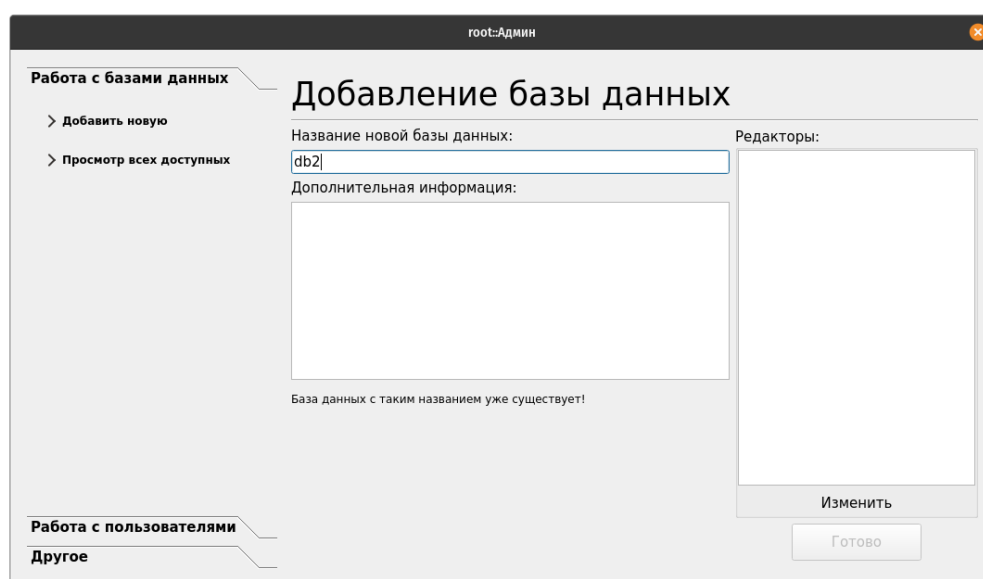 root::Админ
Работа с базами данных
Добавить новую
Просмотр всех доступных
Работа с пользователями
Другое
Добавление базы данных
Название новой базы данных:
db2
Дополнительная информация:
База данных с таким названием уже существует!
Редакторы:
Изменить
Готово